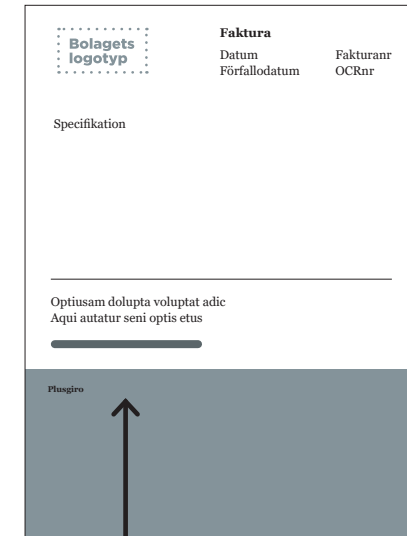 Bolagets
logotyp
Faktura
Datum
Fakturanr
Förfallodatum
OCRnr
Specifikation
Optiusam dolupta voluptat adic
Aqui autatur seni optis etus
Plusgiro